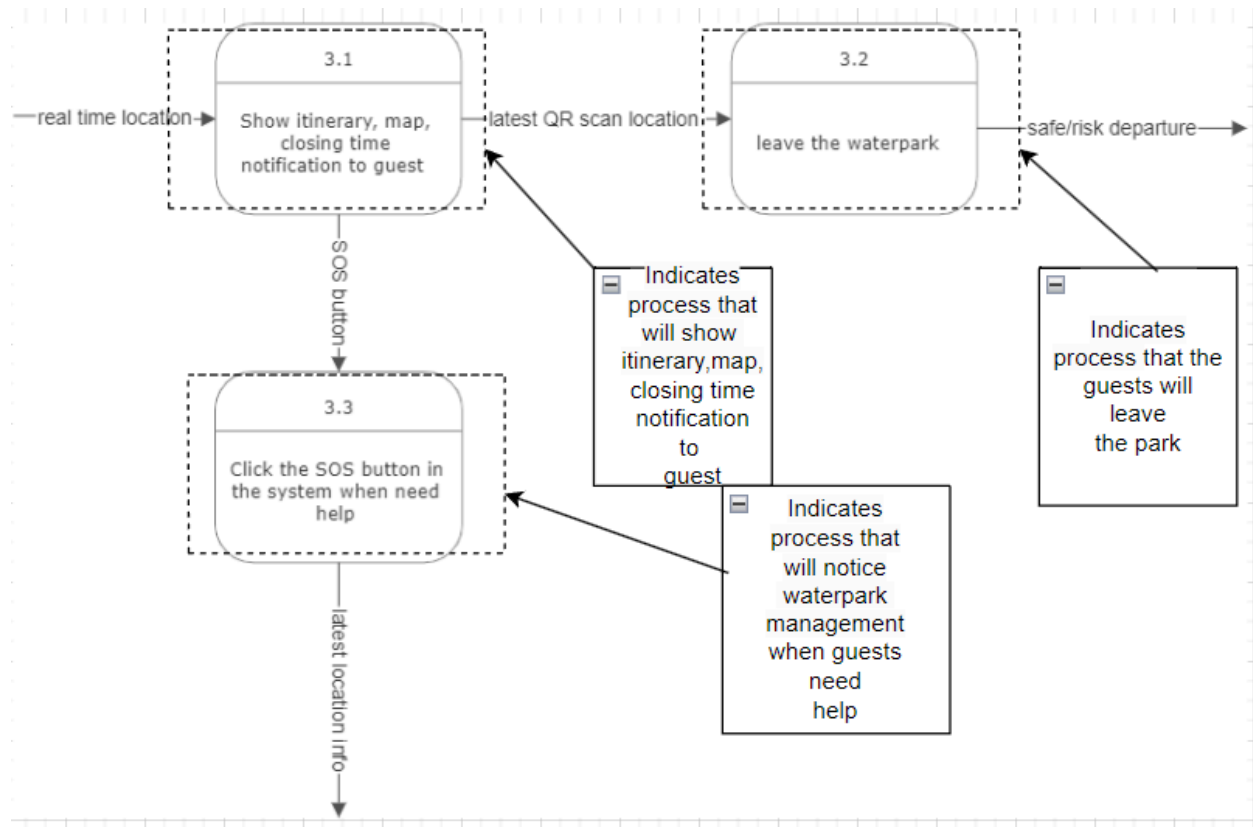 3.1
Show itinerary, map,
closing time
notification to guest
real time location
latest QR scan location
3.2
leave the waterpark
safe/risk departure
SOS button
Indicates
process that
will show
itinerary,map,
closing time
notification
to
guest
Indicates
process that the
guests will
leave
the park
3.3
Click the SOS button in
the system when need
help
Indicates
process that
will notice
waterpark
management
when guests
need
help
latest location info